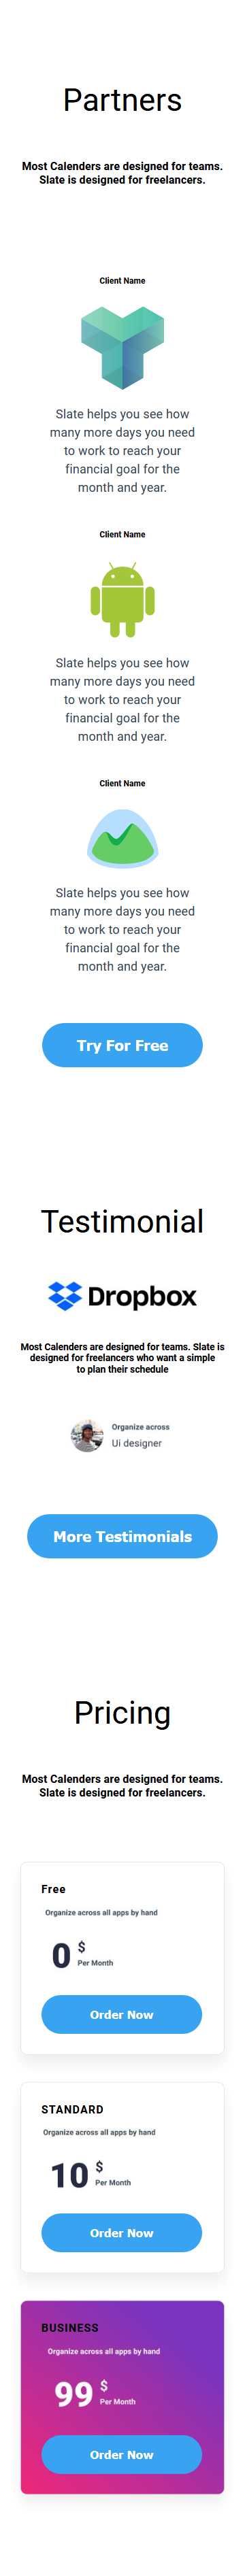 Partners
Most Calenders are designed for teams.
Slate is designed for freelancers.
Client Name
Slate helps you see how
many more days you need
to work to reach your
financial goal for the
month and year.
Client Name
Slate helps you see how
many more days you need
to work to reach your
financial goal for the
month and year.
Client Name
Slate helps you see how
many more days you need
to work to reach your
financial goal for the
month and year.
Try For Free
Testimonial
Dropbox
Most Calenders are designed for teams. Slate is
designed for freelancers who want a simple
to plan their schedule
Organize across
Ui designer
More Testimonials
Pricing
Most Calenders are designed for teams.
Slate is designed for freelancers.
Free
Organize across all apps by hand
0 $
Per Month
Order Now
STANDARD
Organize across all apps by hand
10 $
Per Month
Order Now
BUSINESS
Organize across all apps by hand
99 $
Per Month
Order Now